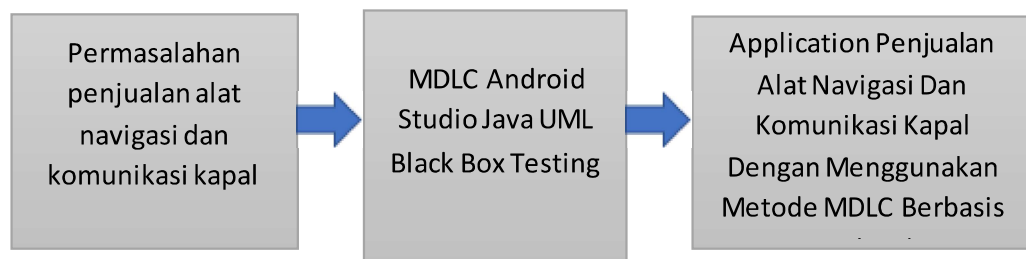 Permasalahan
penjualan alat
navigasi dan
komunikasi kapal
MDLC Android
Studio Java UML
Black Box Testing
Application Penjualan
Alat Navigasi Dan
Komunikasi Kapal
Dengan Menggunakan
Metode MDLC Berbasis